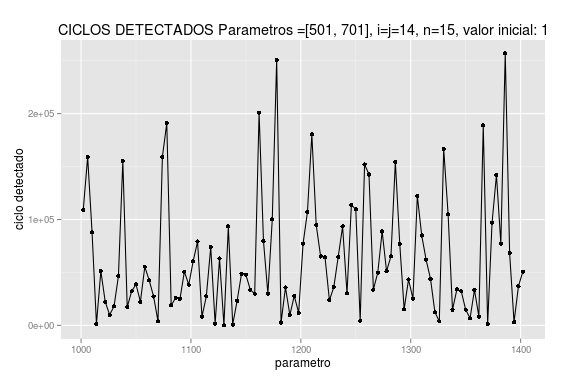 CICLOS DETECTADOS Parametros =[501, 701], i=j=14, n=15, valor inicial: 1
2e+05
1e+05
0e+00
ciclo detectado
1000 1100 1200 1300 1400
parametro